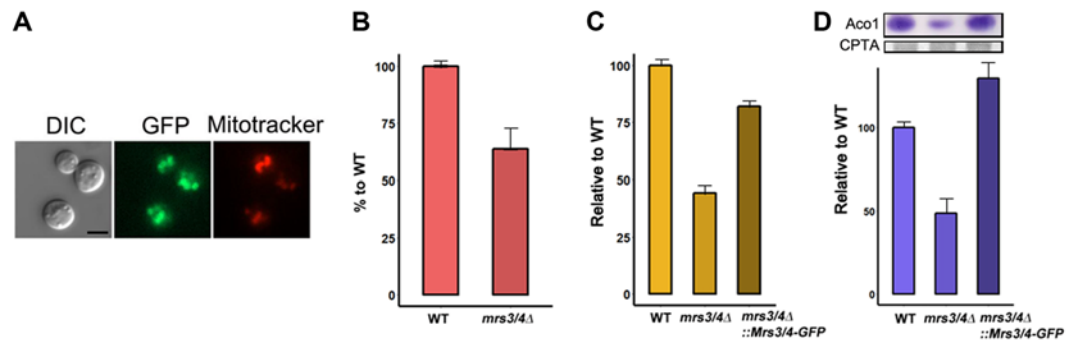 A
DIC GFP Mitotracker
B
% to WT
100
75
50
25
0
WT mrs3/4Δ
C
Relative to WT
100
75
50
25
0
WT mrs3/4Δ mrs3/4Δ
::Mrs3/4-GFP
D
Aco1
CPTA
Relative to WT
100
50
0
WT mrs3/4Δ mrs3/4Δ
::Mrs3/4-GFP